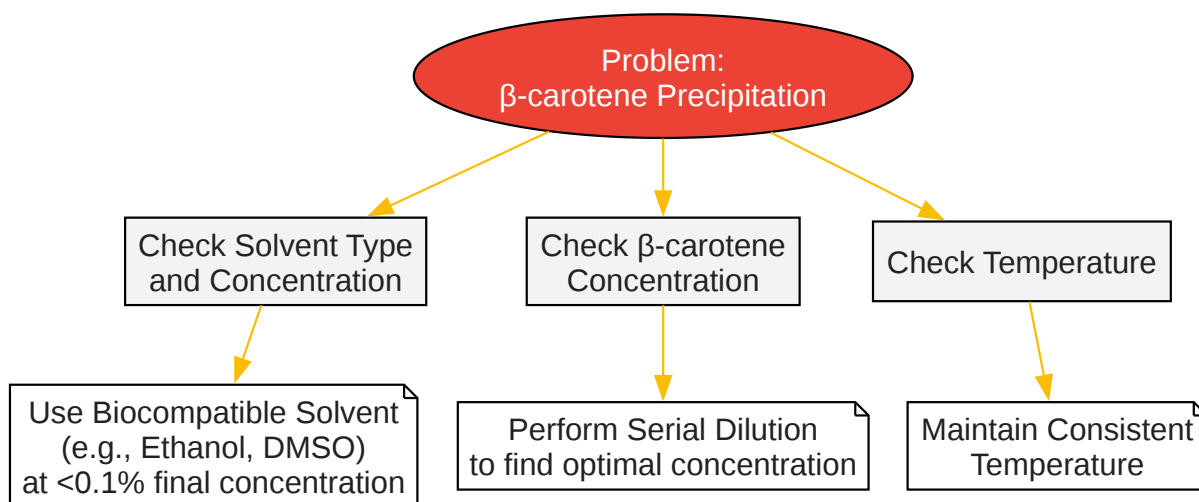 Problem:
β-carotene Precipitation
Check Solvent Type
and Concentration
Check β-carotene
Concentration
Check Temperature
Use Biocompatible Solvent
(e.g., Ethanol, DMSO)
at <0.1% final concentration
Perform Serial Dilution
to find optimal concentration
Maintain Consistent
Temperature